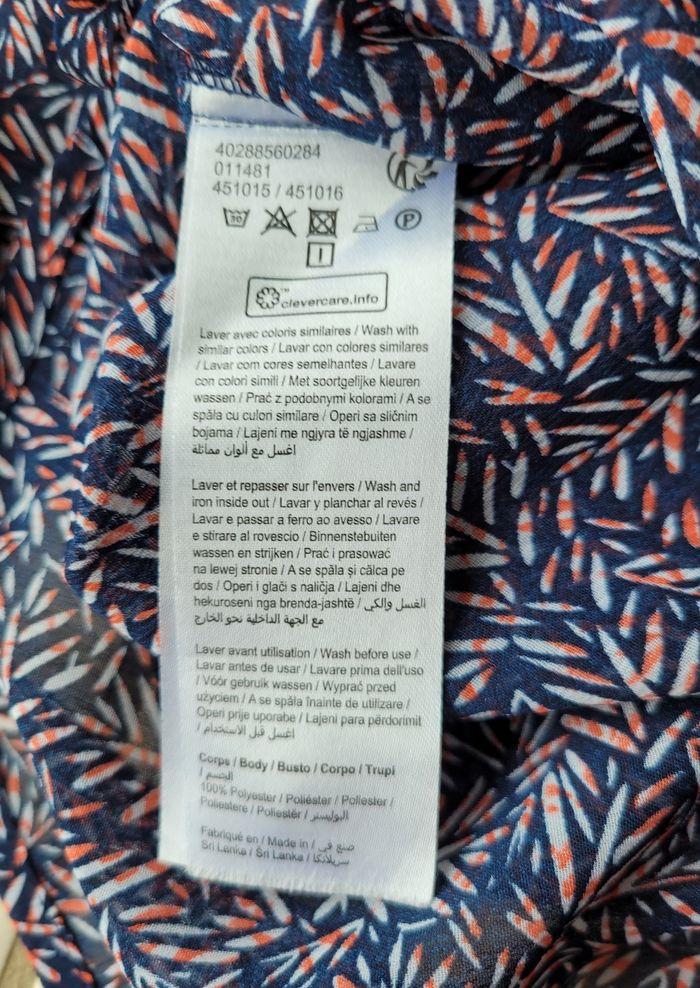 40288560284
011481
451015 / 451016
30
P
I
™
clevercare.info
Laver avec coloris similaires / Wash with
similar colors / Lavar con colores similares
/ Lavar com cores semelhantes / Lavare
con colori simili / Met soortgelijke kleuren
wassen / Prać z podobnymi kolorami / A se
spăla cu culori similare / Operi sa sličnim
bojama / Lajeni me ngjyra të ngjashme /
اغسل مع ألوان مماثلة
Laver et repasser sur l'envers / Wash and
iron inside out / Lavar y planchar al revés /
Lavar e passar a ferro ao avesso / Lavare
e stirare al rovescio / Binnenstebuiten
wassen en strijken / Prać i prasować
na lewej stronie / A se spăla și călca pe
dos / Operi i glači s naličja / Lajeni dhe
hekuroseni nga brenda-jashtë / الغسل والكي
مع الجهة الداخلية نحو الخارج
Laver avant utilisation / Wash before use /
Lavar antes de usar / Lavare prima dell'uso
/ Vóór gebruik wassen / Wyprać przed
użyciem / A se spăla înainte de utilizare /
Operi prije uporabe / Lajeni para përdorimit
/ اغسل قبل الاستخدام
Corps / Body / Busto / Corpo / Trupi
/ الجسم
100% Polyester / Poliéster / Poliester /
Poliestere / Poliestër / البوليستر
Fabriqué en / Made in / صنع في
Sri Lanka / Sri Lanka / سريلانكا